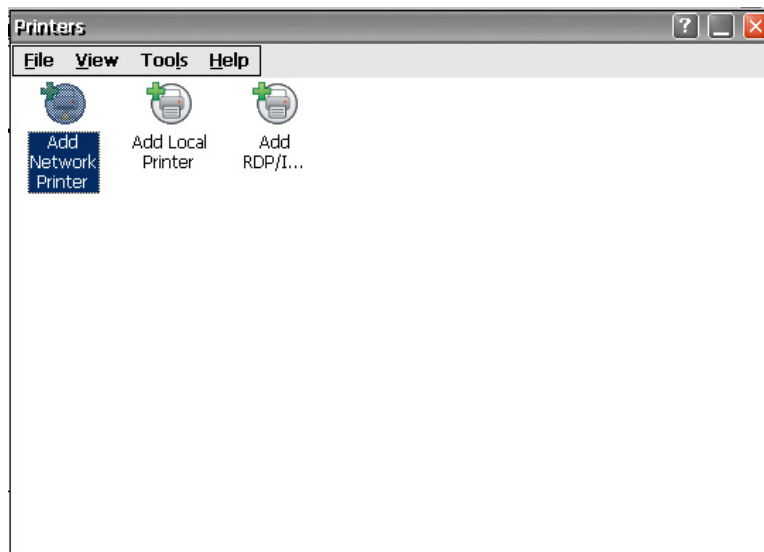 Printers
File View Tools Help
Add
Network
Printer
Add Local
Printer
Add
RDP/I...